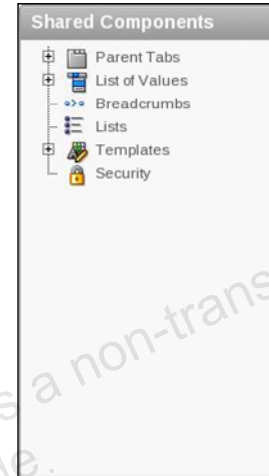 Shared Components
Parent Tabs
List of Values
Breadcrumbs
Lists
Templates
Security
s a non-trans
e.